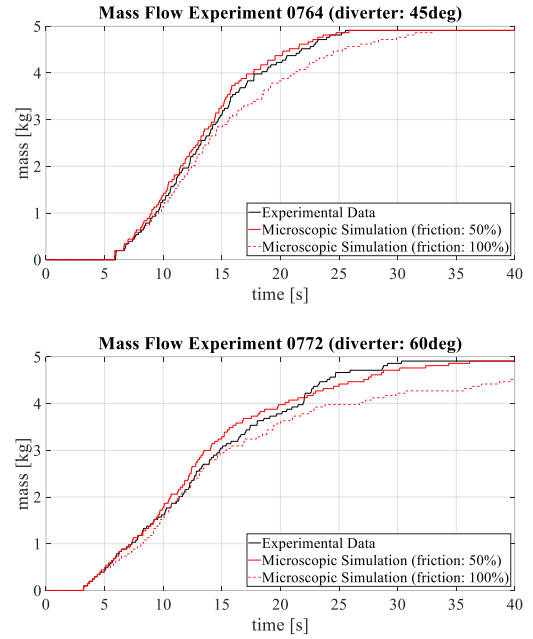 Mass Flow Experiment 0764 (diverter: 45deg)
5
4
3
2
1
0
mass [kg]
Experimental Data
Microscopic Simulation (friction: 50%)
Microscopic Simulation (friction: 100%)
0 5 10 15 20 25 30 35 40
time [s]
Mass Flow Experiment 0772 (diverter: 60deg)
5
4
3
2
1
0
mass [kg]
Experimental Data
Microscopic Simulation (friction: 50%)
Microscopic Simulation (friction: 100%)
0 5 10 15 20 25 30 35 40
time [s]